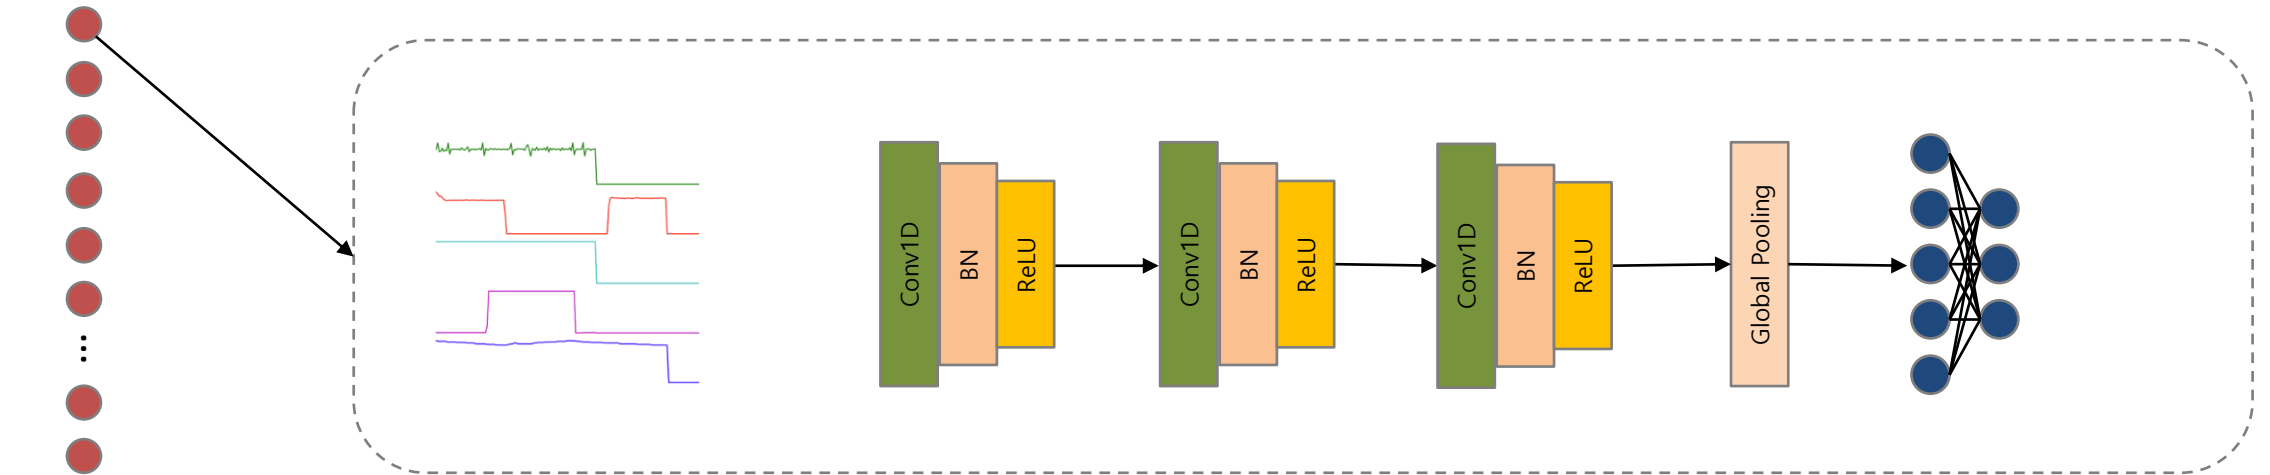 Conv1D
BN
ReLU
Conv1D
BN
ReLU
Conv1D
BN
ReLU
Global Pooling